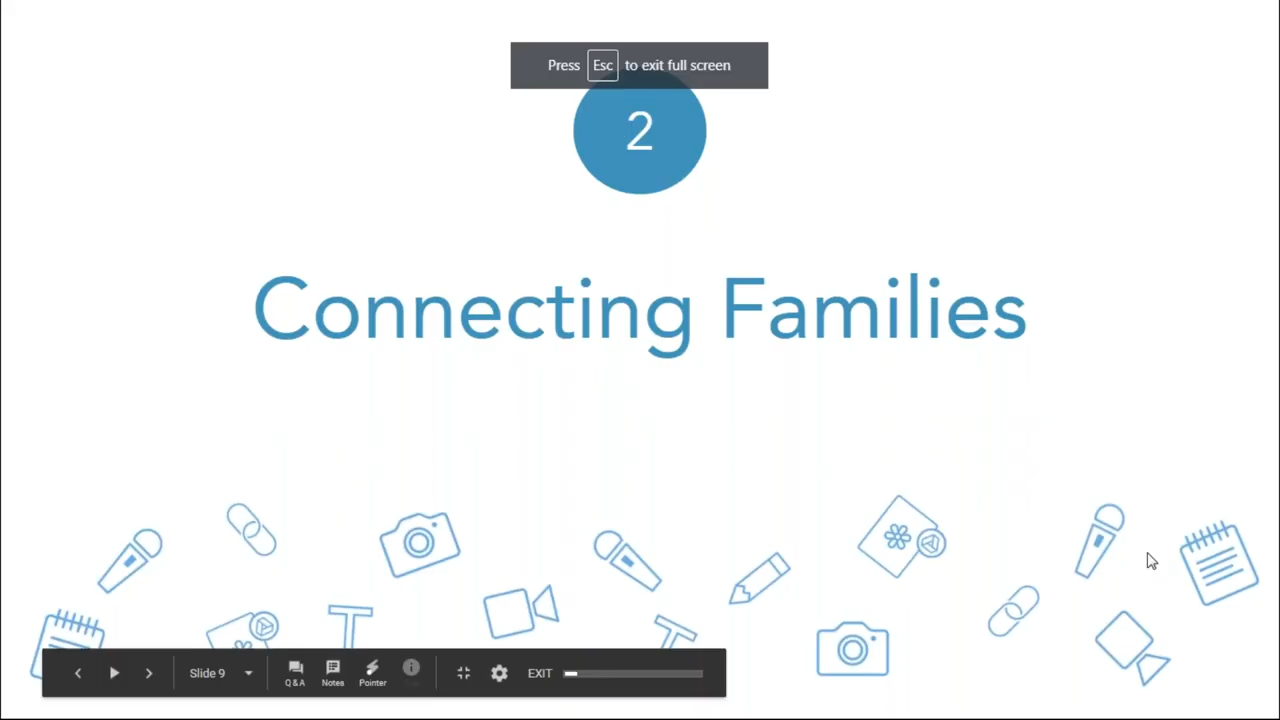 Press Esc to exit full screen
2
Connecting Families
Slide 9
Q&A Notes Pointer
EXIT